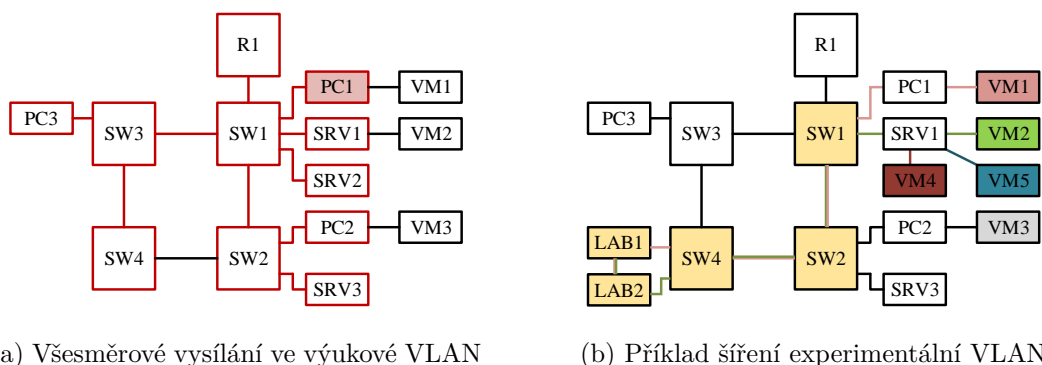 R1
PC1
VM1
PC3
SW3
SW1
SRV1
VM2
SRV2
SW4
SW2
PC2
VM3
SRV3
a) Všesměrové vysílání ve výukové VLAN
R1
PC1
VM1
PC3
SW3
SW1
SRV1
VM2
VM4
VM5
LAB1
SW4
SW2
PC2
VM3
LAB2
SRV3
(b) Příklad šíření experimentální VLAN